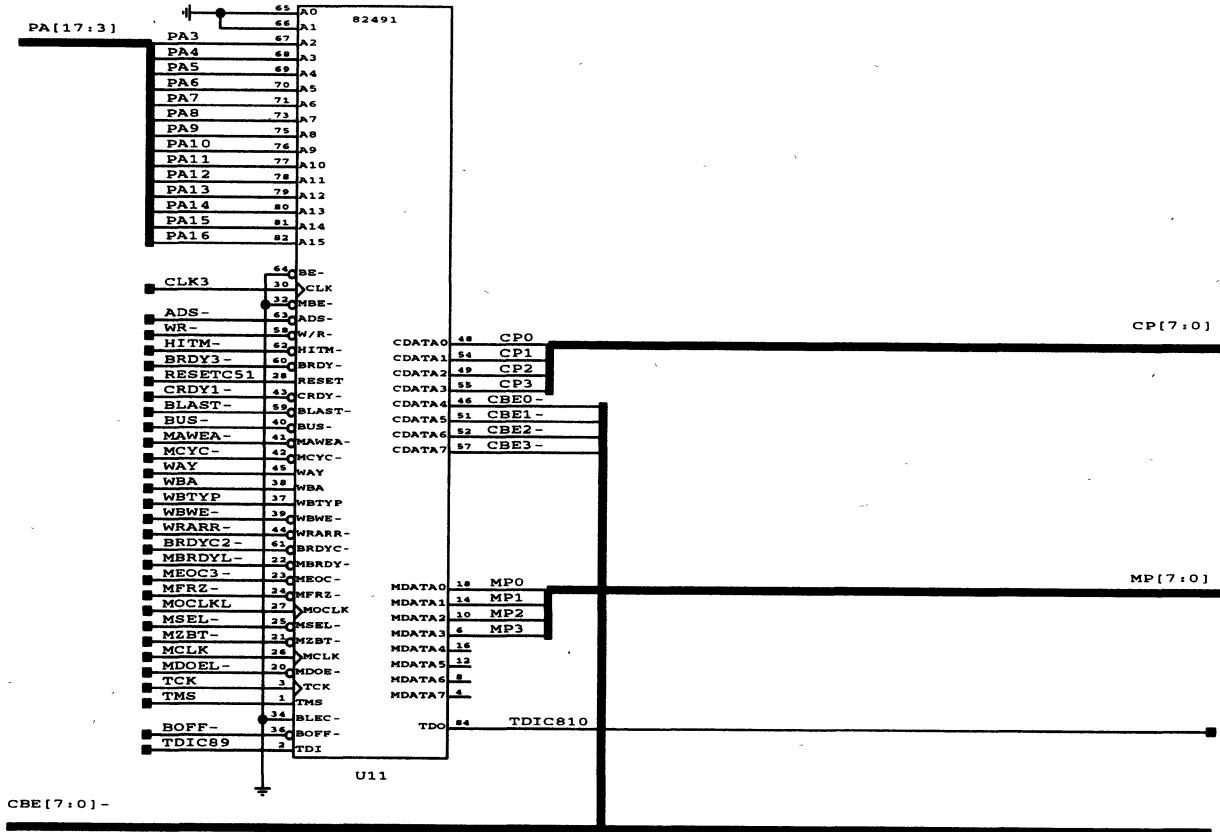 82491
65 A0
66 A1
PA[17:3]
PA3 67 A2
PA4 68 A3
PA5 69 A4
PA6 70 A5
PA7 71 A6
PA8 73 A7
PA9 75 A8
PA10 76 A9
PA11 77 A10
PA12 78 A11
PA13 79 A12
PA14 80 A13
PA15 81 A14
PA16 82 A15
64 BE-
CLK3 30 CLK
32 MBE-
ADS- 63 ADS-
WR- 58 W/R-
HITM- 62 HITM-
BRDY3- 60 BRDY-
RESETC51 28 RESET
CRDY1- 43 CRDY-
BLAST- 59 BLAST-
BUS- 40 BUS-
MAWEA- 41 MAWEA-
MCYC- 42 MCYC-
WAY 45 WAY
WBA 38 WBA
WBTYP 37 WBTYP
WBWE- 39 WBWE-
WRARR- 44 WRARR-
BRDYC2- 61 BRDYC-
MBRDYL- 22 MBRDY-
MEOC3- 23 MEOC-
MFRZ- 24 MFRZ-
MOCLKL 27 MOCLK
MSEL- 25 MSEL-
MZBT- 21 MZBT-
MCLK 26 MCLK
MDOEL- 20 MDOE-
TCK 3 TCK
TMS 1 TMS
34 BLEC-
BOFF- 36 BOFF-
TDIC89 2 TDI
CDATA0 48 CP0
CDATA1 54 CP1
CDATA2 49 CP2
CDATA3 55 CP3
CDATA4 46 CBE0-
CDATA5 51 CBE1-
CDATA6 52 CBE2-
CDATA7 57 CBE3-
CP[7:0]
MDATA0 18 MP0
MDATA1 14 MP1
MDATA2 10 MP2
MDATA3 6 MP3
MDATA4 16
MDATA5 12
MDATA6 8
MDATA7 4
MP[7:0]
TDO 84 TDIC810
U11
CBE[7:0]-